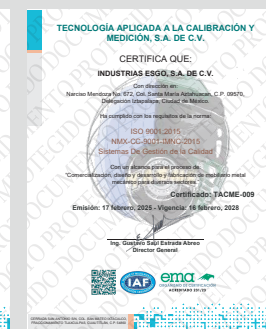 TECNOLOGÍA APLICADA A LA CALIBRACIÓN Y
MEDICIÓN, S.A. DE C.V.
CERTIFICA QUE:
INDUSTRIAS ESGO, S.A. DE C.V.
Con dirección en:
Narciso Mendoza No. 872, Col. Santa María Aztahuacan, C.P. 09570,
Delegación Iztapalapa, Ciudad de México.
Ha cumplido con los requisitos de la norma:
ISO 9001:2015
NMX-CC-9001-IMNC-2015
Sistemas De Gestión de la Calidad
Con un alcance para el proceso de:
"Comercialización, diseño y desarrollo y fabricación de mobiliario metal
mecánico para diversos sectores
Certificado: TACME-009
Emisión: 17 febrero, 2025 - Vigencia: 16 febrero, 2028
Ing. Gustavo Saúl Estrada Abreo
Director General
IAF
ema
ORGANISMO DE CERTIFICACIÓN